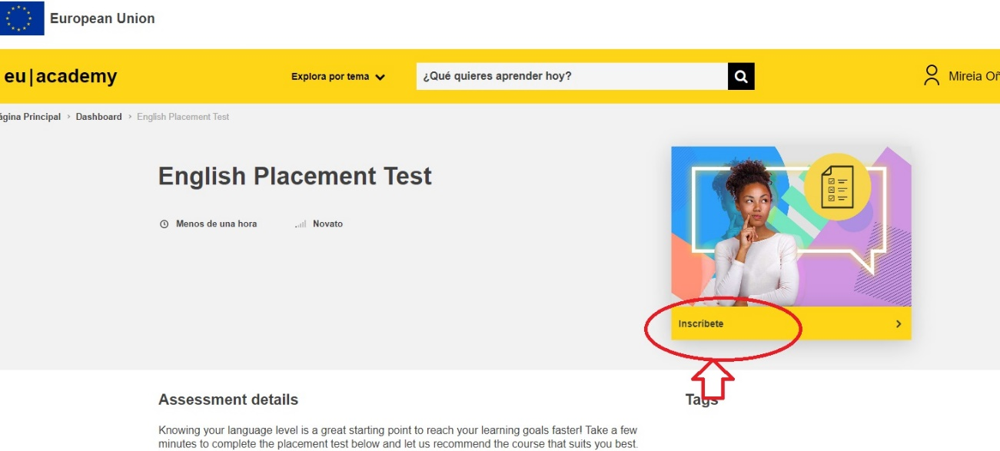 European Union
eu|academy
Explora por tema
¿Qué quieres aprender hoy?
Mireia Oñ
ágina Principal > Dashboard > English Placement Test
English Placement Test
Menos de una hora
Novato
Inscríbete
Assessment details
Tags
Knowing your language level is a great starting point to reach your learning goals faster! Take a few
minutes to complete the placement test below and let us recommend the course that suits you best.